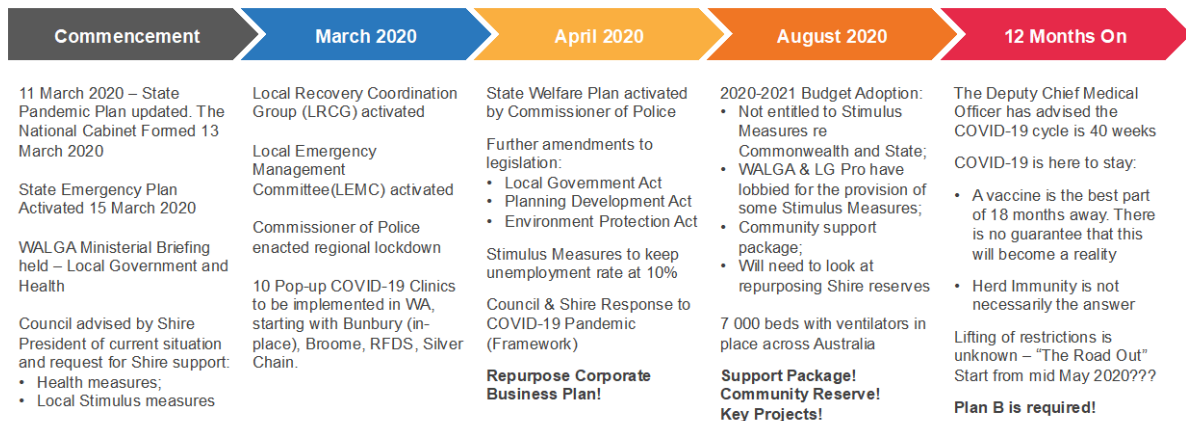 Commencement
March 2020
April 2020
August 2020
12 Months On
11 March 2020 – State
Pandemic Plan updated. The
National Cabinet Formed 13
March 2020
State Emergency Plan
Activated 15 March 2020
WALGA Ministerial Briefing
held – Local Government and
Health
Council advised by Shire
President of current situation
and request for Shire support:
• Health measures;
• Local Stimulus measures
Local Recovery Coordination
Group (LRCG) activated
Local Emergency
Management
Committee(LEMC) activated
Commissioner of Police
enacted regional lockdown
10 Pop-up COVID-19 Clinics
to be implemented in WA,
starting with Bunbury (in-
place), Broome, RFDS, Silver
Chain.
State Welfare Plan activated
by Commissioner of Police
Further amendments to
legislation:
• Local Government Act
• Planning Development Act
• Environment Protection Act
Stimulus Measures to keep
unemployment rate at 10%
Council & Shire Response to
COVID-19 Pandemic
(Framework)
Repurpose Corporate
Business Plan!
2020-2021 Budget Adoption:
• Not entitled to Stimulus
Measures re
Commonwealth and State;
• WALGA & LG Pro have
lobbied for the provision of
some Stimulus Measures;
• Community support
package;
• Will need to look at
repurposing Shire reserves
7 000 beds with ventilators in
place across Australia
Support Package!
Community Reserve!
Key Projects!
The Deputy Chief Medical
Officer has advised the
COVID-19 cycle is 40 weeks
COVID-19 is here to stay:
• A vaccine is the best part
of 18 months away. There
is no guarantee that this
will become a reality
• Herd Immunity is not
necessarily the answer
Lifting of restrictions is
unknown – “The Road Out”
Start from mid May 2020???
Plan B is required!